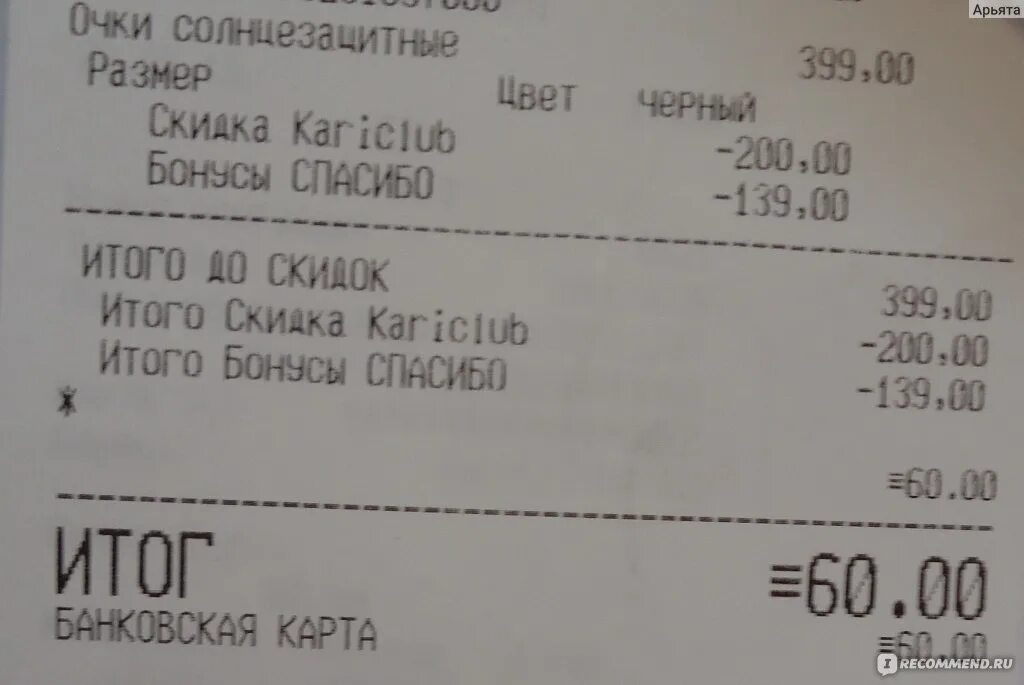 Арьята
Очки солнцезащитные 399,00
Размер Цвет черный
Скидка Kariclub -200,00
Бонусы СПАСИБО -139,00
ИТОГО ДО СКИДОК 399,00
Итого Скидка Kariclub -200,00
Итого Бонусы СПАСИБО -139,00
*
≡60.00
ИТОГ ≡60.00
БАНКОВСКАЯ КАРТА ≡60.00
IRECOMMEND.RU